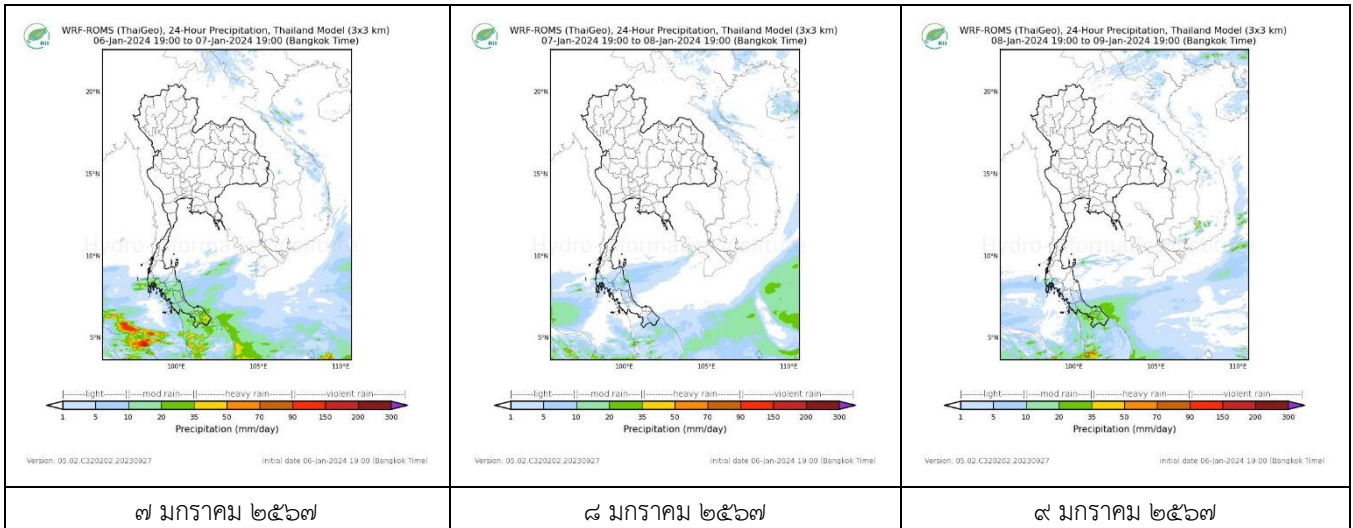 WRF-ROMS (ThaiGeo), 24-Hour Precipitation, Thailand Model (3x3 km)
06-Jan-2024 19:00 to 07-Jan-2024 19:00 (Bangkok Time)
HII
20°N
15°N
10°N
5°N
100°E 105°E 110°E
light mod rain heavy rain violent rain
1 5 10 20 35 50 70 90 150 200 300
Precipitation (mm/day)
Version: 05.02.C320202.20230927 initial date 06-Jan-2024 19:00 (Bangkok Time)
๗ มกราคม ๒๕๖๗
WRF-ROMS (ThaiGeo), 24-Hour Precipitation, Thailand Model (3x3 km)
07-Jan-2024 19:00 to 08-Jan-2024 19:00 (Bangkok Time)
HII
20°N
15°N
10°N
5°N
100°E 105°E 110°E
light mod rain heavy rain violent rain
1 5 10 20 35 50 70 90 150 200 300
Precipitation (mm/day)
Version: 05.02.C320202.20230927 initial date 06-Jan-2024 19:00 (Bangkok Time)
๘ มกราคม ๒๕๖๗
WRF-ROMS (ThaiGeo), 24-Hour Precipitation, Thailand Model (3x3 km)
08-Jan-2024 19:00 to 09-Jan-2024 19:00 (Bangkok Time)
HII
20°N
15°N
10°N
5°N
100°E 105°E 110°E
light mod rain heavy rain violent rain
1 5 10 20 35 50 70 90 150 200 300
Precipitation (mm/day)
Version: 05.02.C320202.20230927 initial date 06-Jan-2024 19:00 (Bangkok Time)
๙ มกราคม ๒๕๖๗